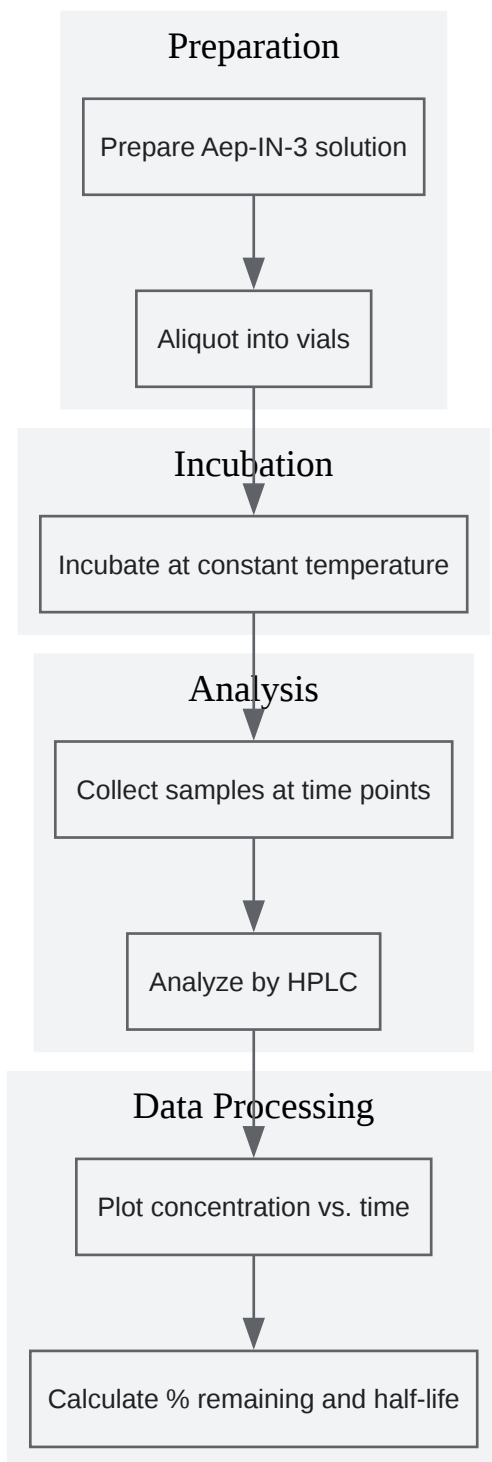 Preparation
Prepare Aep-IN-3 solution
Aliquot into vials
Incubation
Incubate at constant temperature
Analysis
Collect samples at time points
Analyze by HPLC
Data Processing
Plot concentration vs. time
Calculate % remaining and half-life